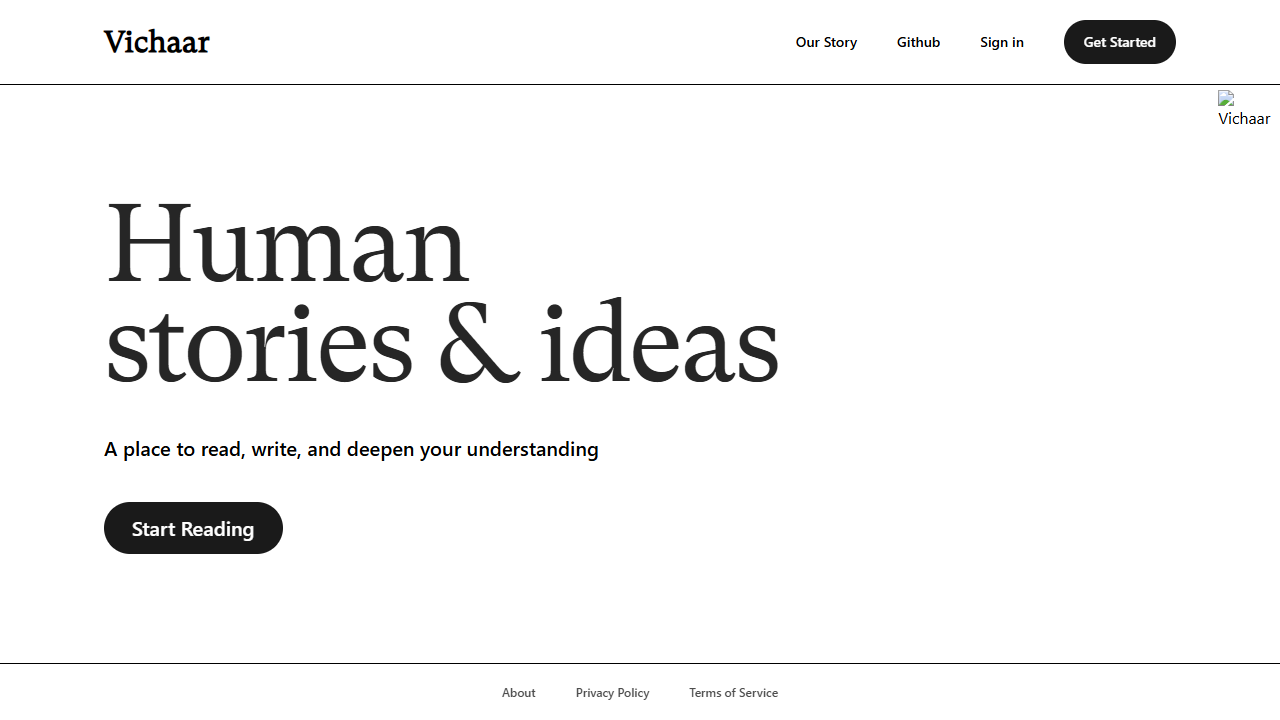 Vichaar
Our Story
Github
Sign in
Get Started
Vichaar
Human
stories & ideas
A place to read, write, and deepen your understanding
Start Reading
About
Privacy Policy
Terms of Service